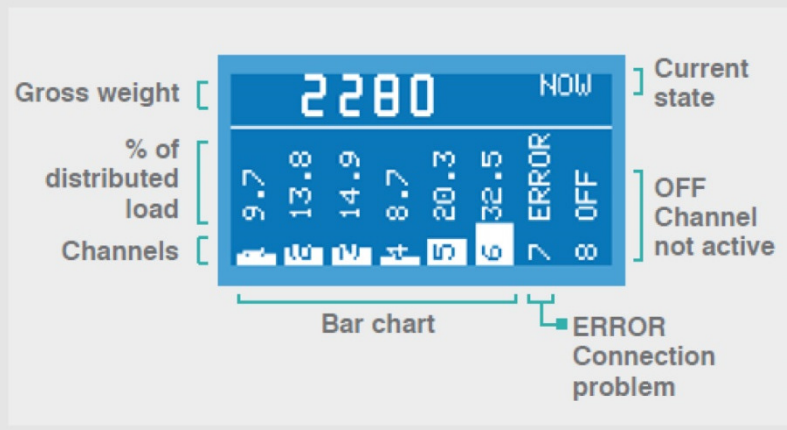 Gross weight
2280
NOW
Current
state
% of
distributed
load
Channels
1 9.7
13.8
14.9
4 8.7
5 20.3
6 32.5
7 ERROR
8 OFF
OFF
Channel
not active
Bar chart
ERROR
Connection
problem